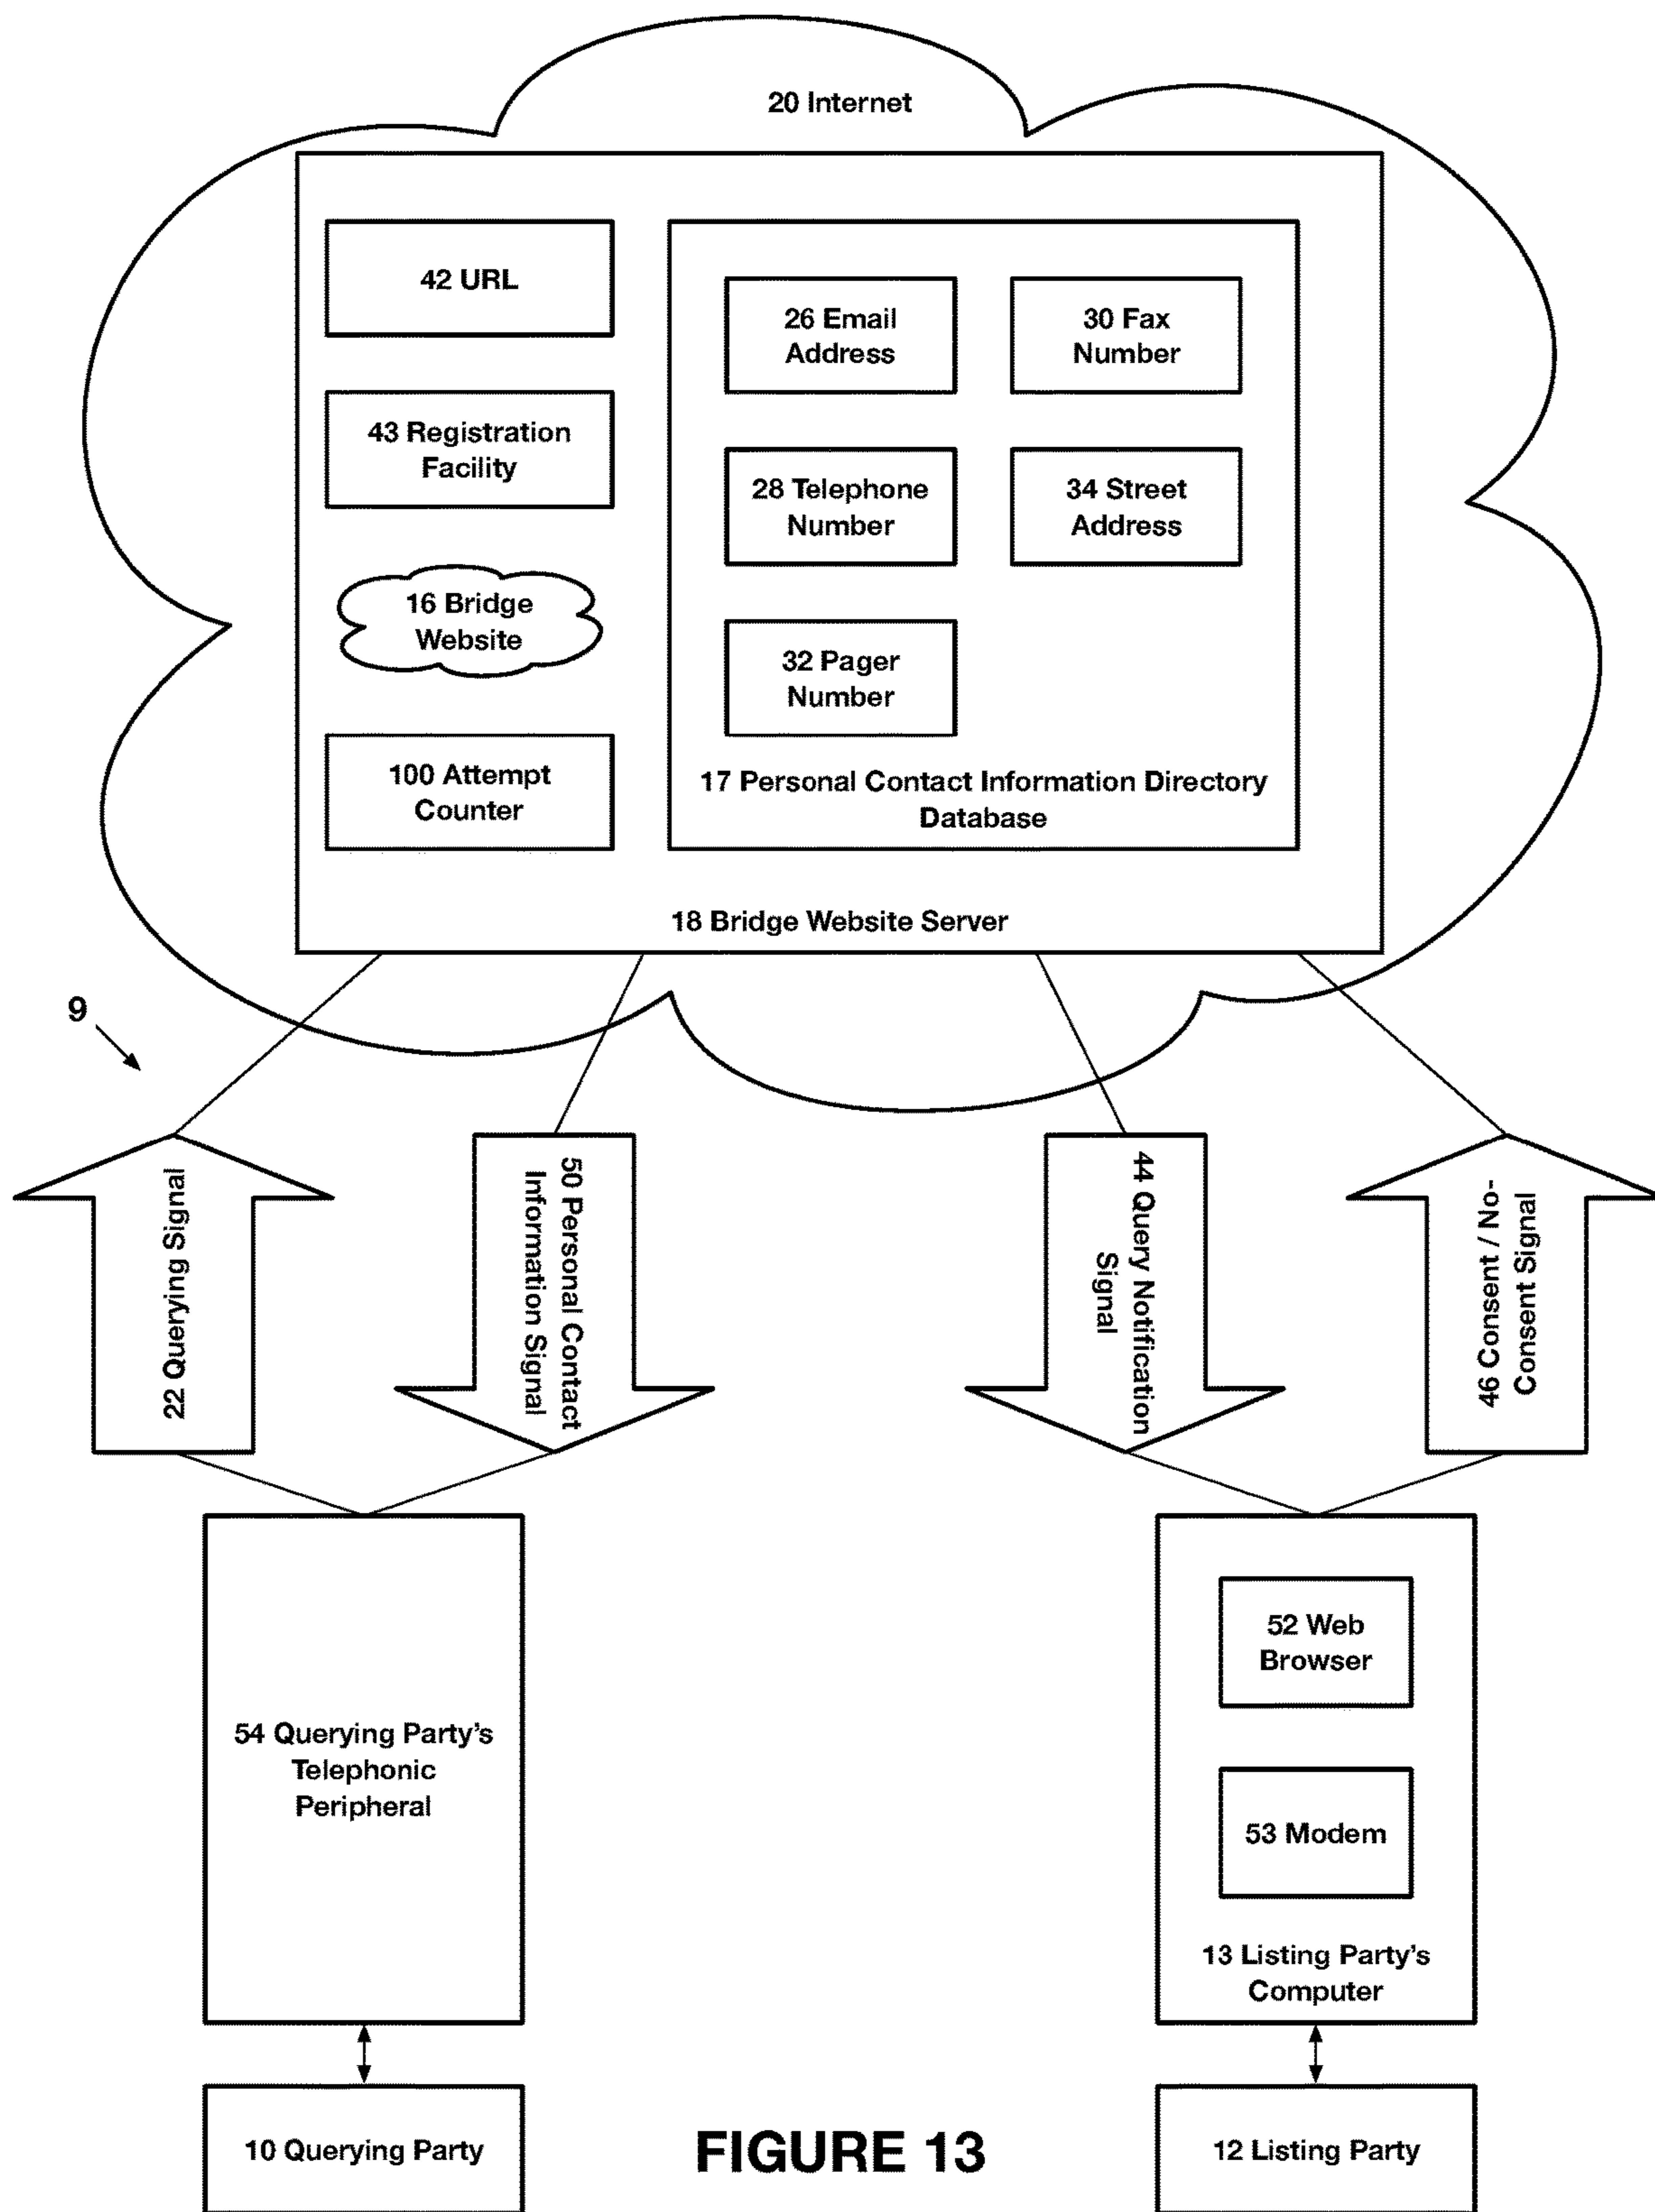 20 Internet
42 URL
26 Email
Address
30 Fax
Number
43 Registration
Facility
28 Telephone
Number
34 Street
Address
16 Bridge
Website
32 Pager
Number
100 Attempt
Counter
17 Personal Contact Information Directory
Database
18 Bridge Website Server
9
22 Querying Signal
50 Personal Contact
Information Signal
44 Query Notification
Signal
46 Consent / No-
Consent Signal
54 Querying Party's
Telephonic
Peripheral
52 Web
Browser
53 Modem
13 Listing Party's
Computer
10 Querying Party
FIGURE 13
12 Listing Party